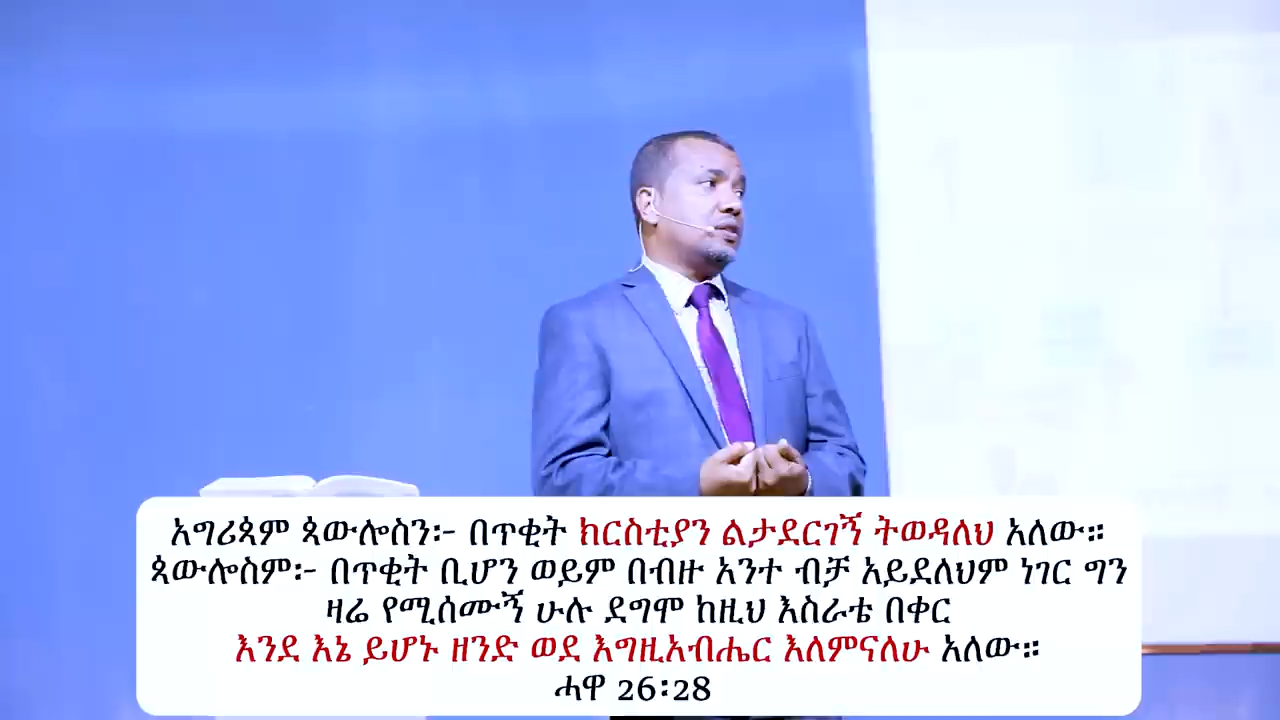 አግሪጳም ጳውሎስን፡- በጥቂት ክርስቲያን ልታደርገኝ ትወዳለህ አለው።
ጳውሎስም፡- በጥቂት ቢሆን ወይም በብዙ አንተ ብቻ አይደለህም ነገር ግን
ዛሬ የሚሰሙኝ ሁሉ ደግሞ ከዚህ እስራቴ በቀር
እንደ እኔ ይሆኑ ዘንድ ወደ እግዚአብሔር እለምናለሁ አለው።
ሓዋ 26፡28